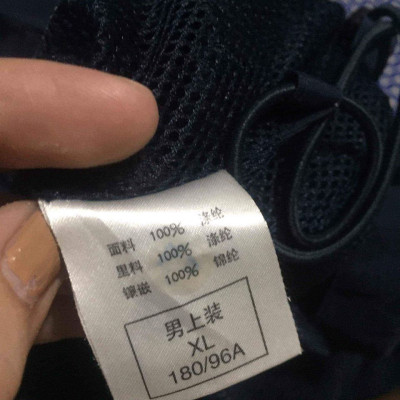 面料 100% 涤纶
里料 100% 涤纶
镶嵌 100% 锦纶
男上装
XL
180/96A